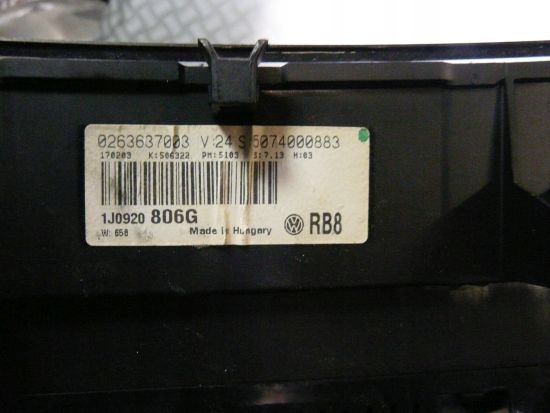 0263637003 V:24 S:5074000883
170203 K:506322 PM:5103 S:7.13 H:03
1J0920 806G RB8
W: 658 Made in Hungary